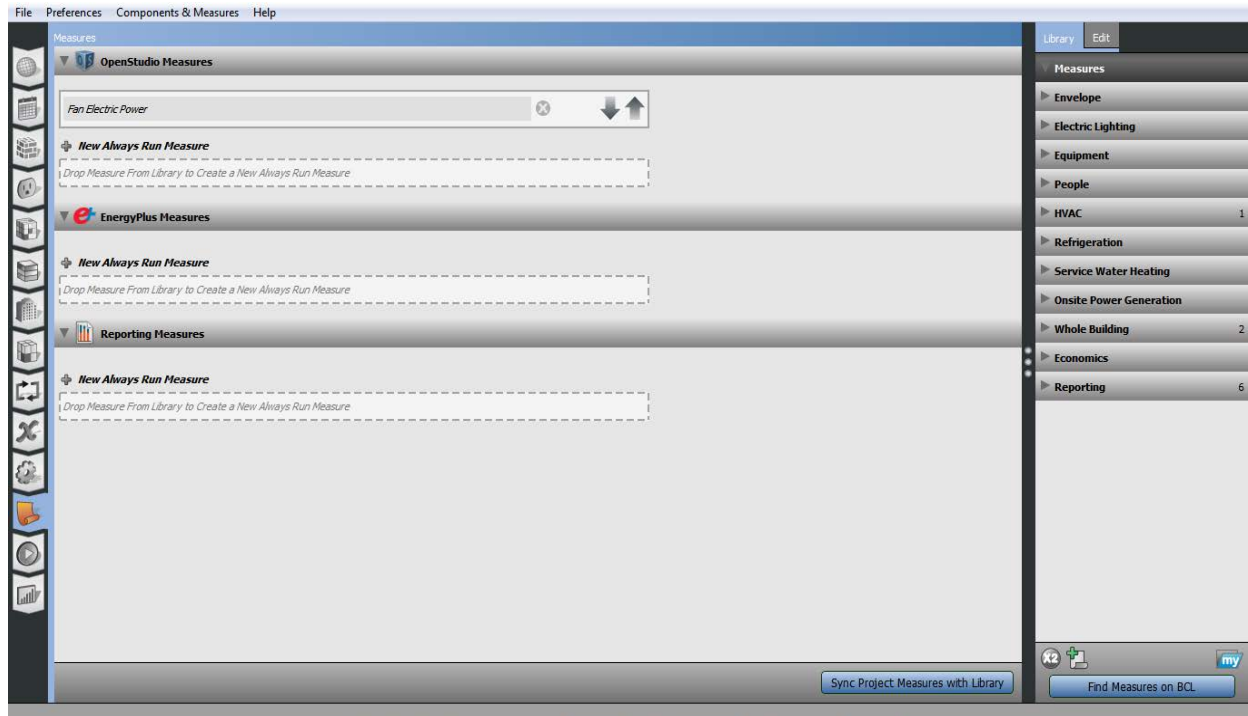 File Preferences Components & Measures Help
Measures
OpenStudio Measures
Fan Electric Power
New Always Run Measure
Drop Measure From Library to Create a New Always Run Measure
EnergyPlus Measures
New Always Run Measure
Drop Measure From Library to Create a New Always Run Measure
Reporting Measures
New Always Run Measure
Drop Measure From Library to Create a New Always Run Measure
Sync Project Measures with Library
Library Edit
Measures
Envelope
Electric Lighting
Equipment
People
HVAC 1
Refrigeration
Service Water Heating
Onsite Power Generation
Whole Building 2
Economics
Reporting 6
X2 my
Find Measures on BCL